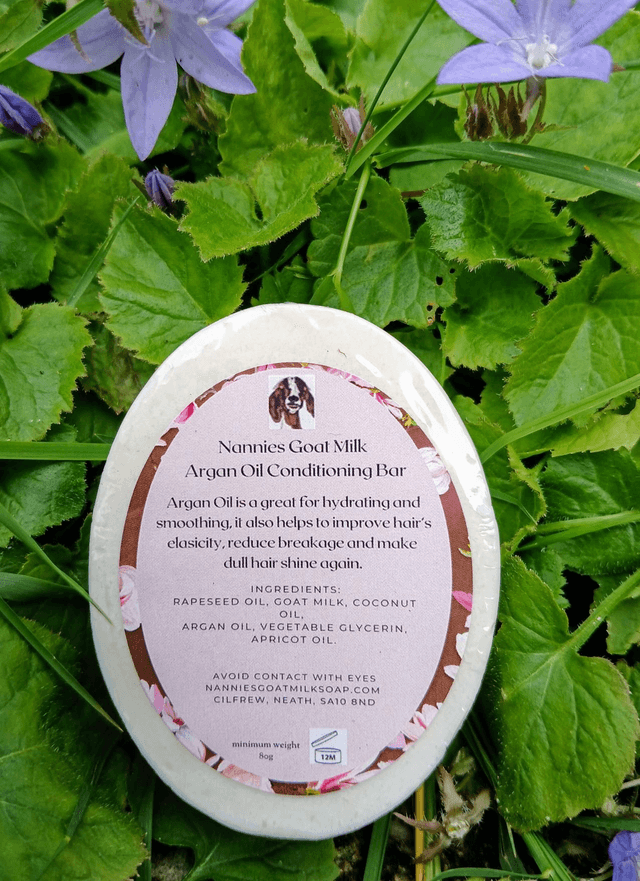 Nannies Goat Milk
Argan Oil Conditioning Bar
Argan Oil is a great for hydrating and
smoothing, it also helps to improve hair's
elasicity, reduce breakage and make
dull hair shine again.
INGREDIENTS:
RAPESEED OIL, GOAT MILK, COCONUT
OIL,
ARGAN OIL, VEGETABLE GLYCERIN,
APRICOT OIL.
AVOID CONTACT WITH EYES
NANNIESGOATMILKSOAP.COM
CILFREW, NEATH, SA10 8ND
minimum weight
80g
12M